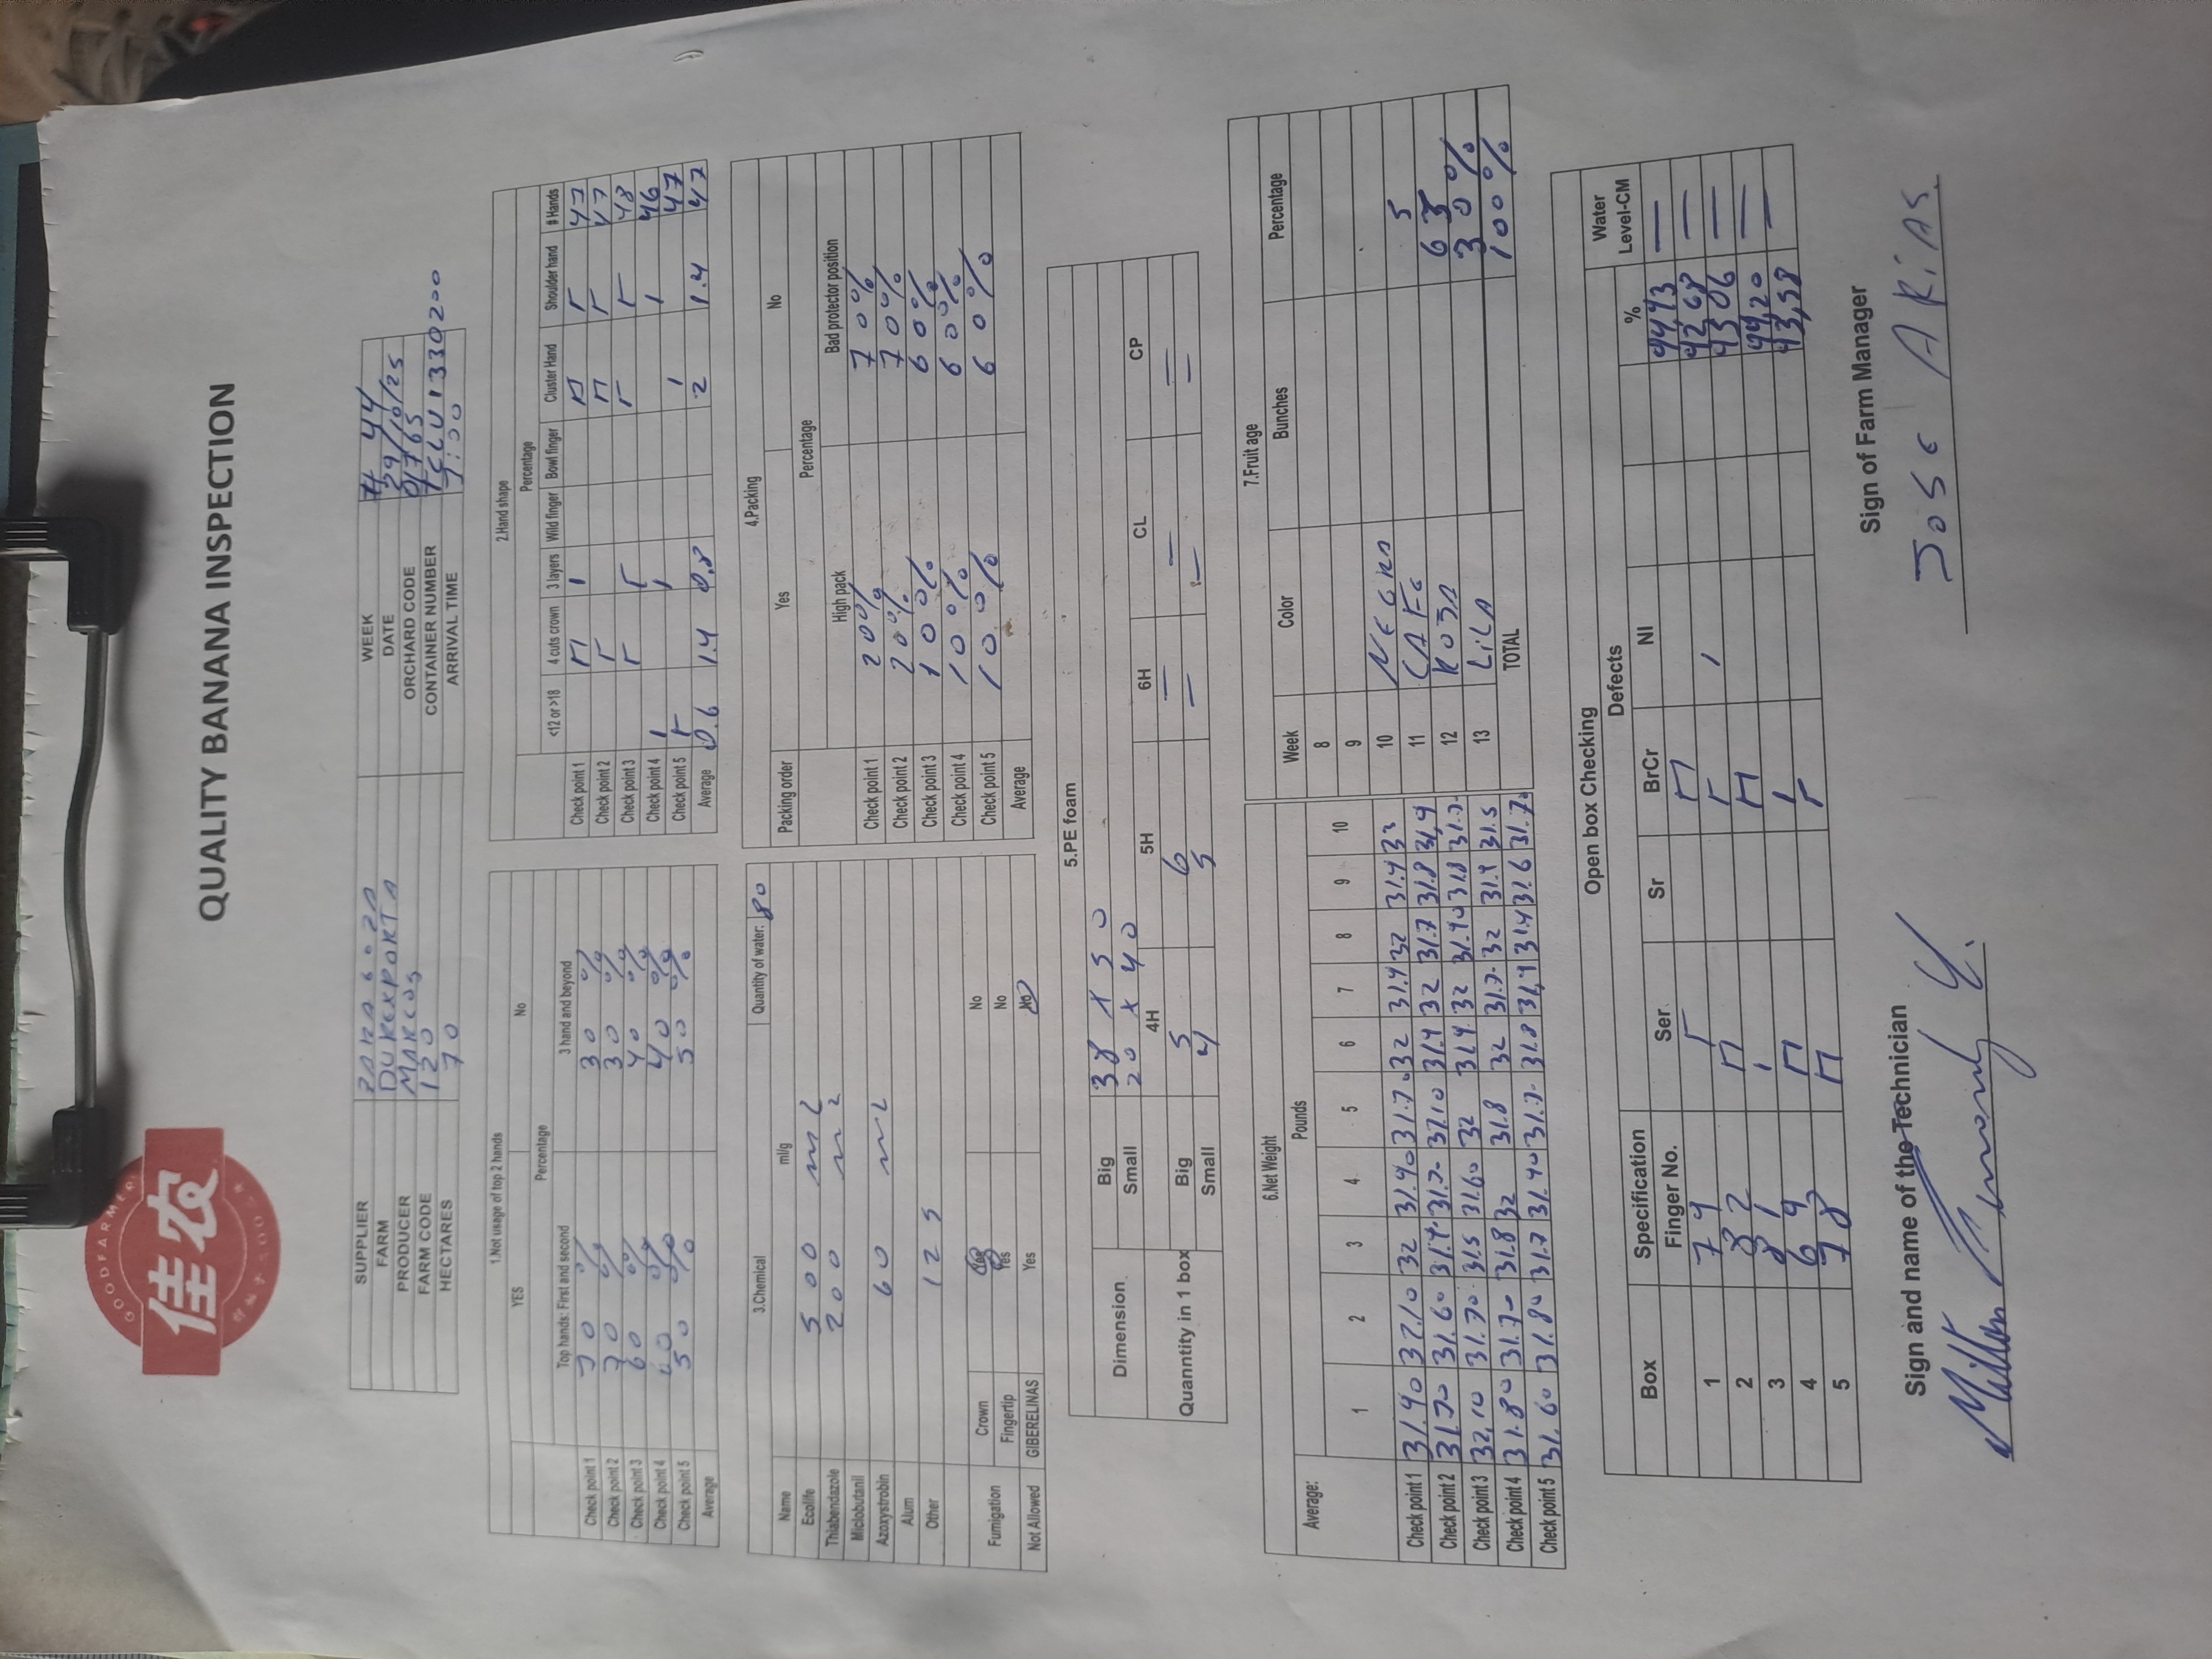 GOODFARMER
佳农
QUALITY BANANA INSPECTION
SUPPLIER ZARAGOZA WEEK # 44
FARM DUREXPORTA DATE 29/10/25
PRODUCER MARCOS ORCHARD CODE 01765
FARM CODE 120 CONTAINER NUMBER TCLU1330200
HECTARES 70 ARRIVAL TIME 7:00
1.Not usage of top 2 hands
YES No
Percentage
Top hands: First and second 3 hand and beyond
Check point 1 70 % 30 %
Check point 2 70 % 30 %
Check point 3 60 % 40 %
Check point 4 60 % 40 %
Check point 5 50 % 50 %
Average
2.Hand shape
Percentage
<12 or >18 4 cuts crown 3 layers Wild finger Bowl finger Cluster Hand Shoulder hand # Hands
Check point 1 47
Check point 2 47
Check point 3 48
Check point 4 1 1 1 46
Check point 5 1 47
Average 0.6 1.4 0.8 2 1.4 47
3.Chemical Quantity of water: 80
Name ml/g
Ecolife 500 mL
Thiabendazole 200 mL
Miclobutanil
Azoxystrobin 60 mL
Alum
Other 125
Fumigation Crown Yes No
Fingertip Yes No
Not Allowed GIBERELINAS Yes No
4.Packing
Packing order Yes No
Percentage
High pack Bad protector position
Check point 1 20% 70%
Check point 2 20% 70%
Check point 3 10% 60%
Check point 4 10% 60%
Check point 5 10% 60%
Average
5.PE foam
Dimension Big 38 X 50
Small 20 X 40
4H 5H 6H CL CP
Quanntity in 1 box Big 5 6 — — —
Small 4 5 — — —
6.Net Weight
Average: Pounds
1 2 3 4 5 6 7 8 9 10
Check point 1 31.90 32.10 32 31.90 31.70 32 31.9 32 31.9 33
Check point 2 31.70 31.60 31.9 31.70 32.10 31.9 32 31.7 31.8 31,9
Check point 3 32,10 31.70 31.5 31.60 32 31.9 32 31.90 31.8 31.7
Check point 4 31.80 31.70 31.8 32 31.8 32 31.7 32 31.9 31.5
Check point 5 31.60 31.80 31.7 31.90 31.7 31.8 31,9 31.9 31.6 31.7
7.Fruit age
Week Color Bunches Percentage
8
9
10 NEGRA
11 CAFE 5
12 ROJA 65
13 LILA 30%
TOTAL 100%
Open box Checking
Box Specification Defects Water Level-CM
Finger No. Ser Sr BrCr NI %
1 79 94,93 —
2 82 1 92,68 —
3 81 1 93,06 —
4 69 1 94,20 —
5 78 93,58 —
Sign and name of the Technician Sign of Farm Manager
Milton JOSE ARIAS